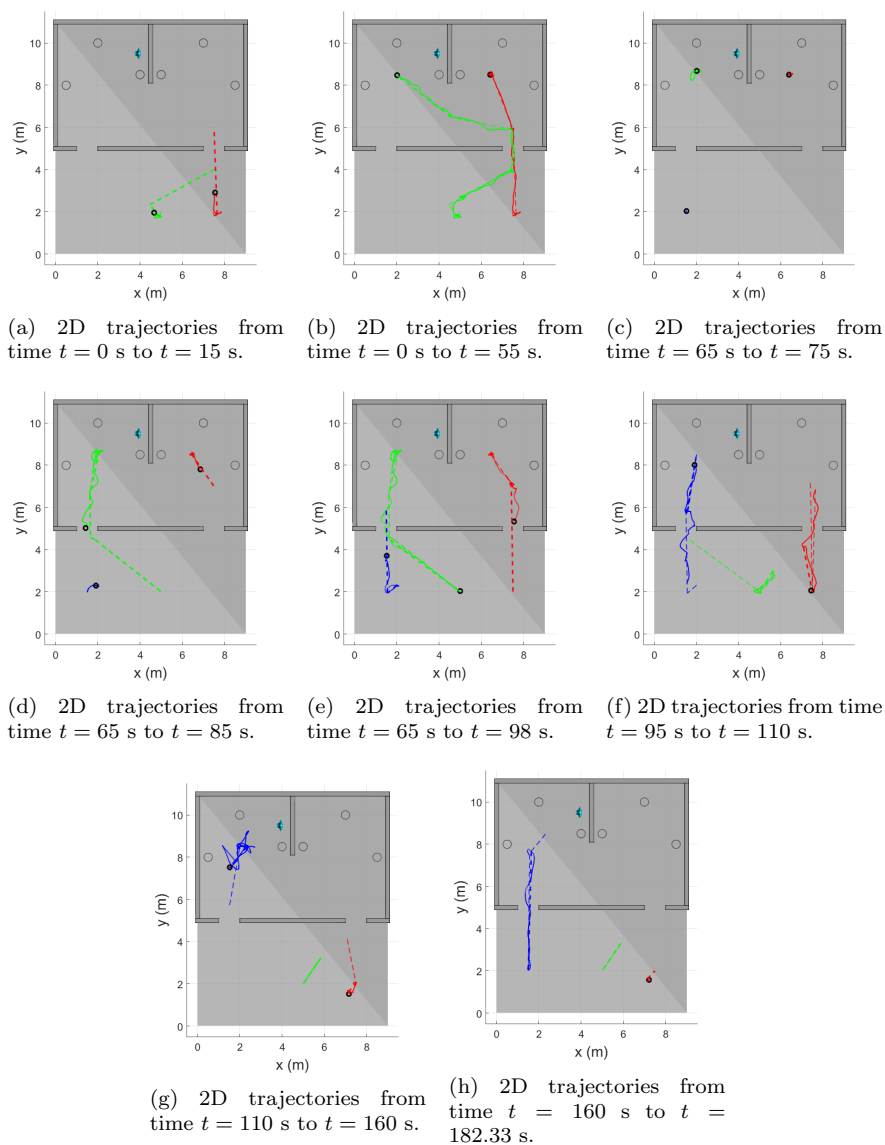 10
8
6
4
2
0
y (m)
0 2 4 6 8
x (m)
10
8
6
4
2
0
y (m)
0 2 4 6 8
x (m)
10
8
6
4
2
0
y (m)
0 2 4 6 8
x (m)
(a) 2D trajectories from
time t = 0 s to t = 15 s.
(b) 2D trajectories from
time t = 0 s to t = 55 s.
(c) 2D trajectories from
time t = 65 s to t = 75 s.
10
8
6
4
2
0
y (m)
0 2 4 6 8
x (m)
10
8
6
4
2
0
y (m)
0 2 4 6 8
x (m)
10
8
6
4
2
0
y (m)
0 2 4 6 8
x (m)
(d) 2D trajectories from
time t = 65 s to t = 85 s.
(e) 2D trajectories from
time t = 65 s to t = 98 s.
(f) 2D trajectories from time
t = 95 s to t = 110 s.
10
8
6
4
2
0
y (m)
0 2 4 6 8
x (m)
10
8
6
4
2
0
y (m)
0 2 4 6 8
x (m)
(g) 2D trajectories from
time t = 110 s to t = 160 s.
(h) 2D trajectories from
time t = 160 s to t =
182.33 s.